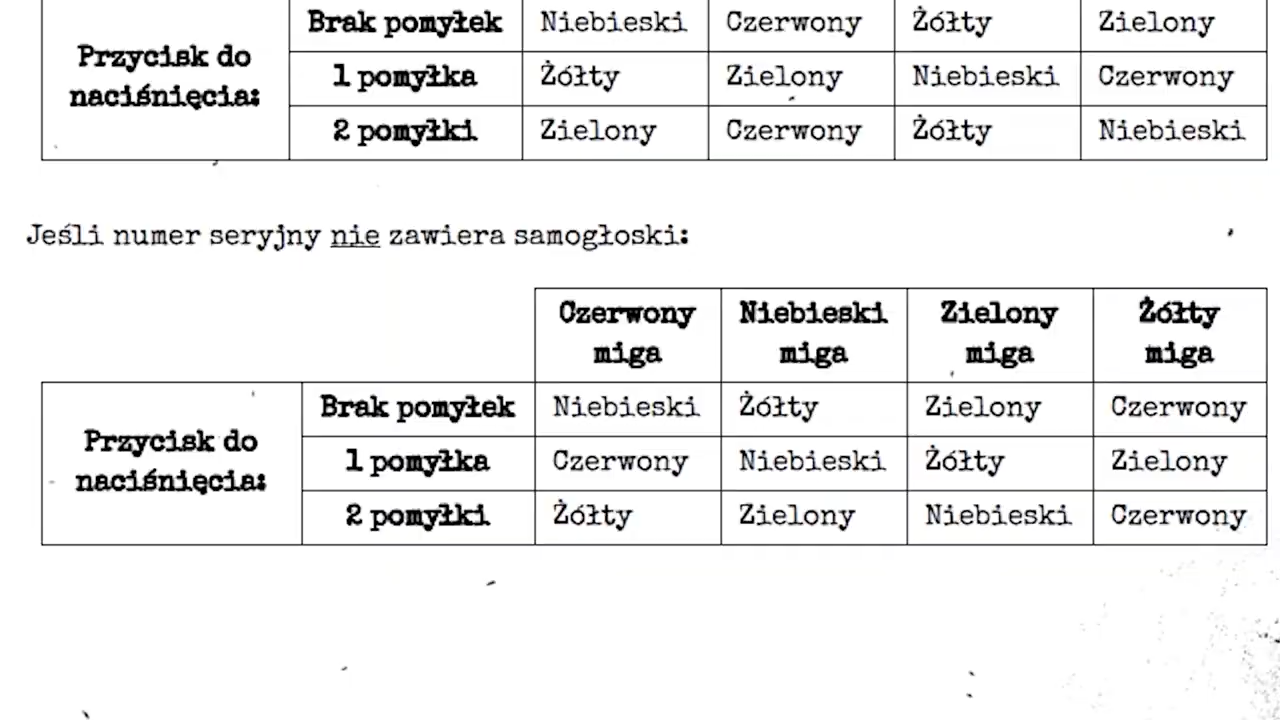 Brak pomyłek Niebieski Czerwony Żółty Zielony
Przycisk do
naciśnięcia:
1 pomyłka Żółty Zielony Niebieski Czerwony
2 pomyłki Zielony Czerwony Żółty Niebieski
Jeśli numer seryjny nie zawiera samogłoski:
Czerwony miga Niebieski miga Zielony miga Żółty miga
Brak pomyłek Niebieski Żółty Zielony Czerwony
Przycisk do
naciśnięcia:
1 pomyłka Czerwony Niebieski Żółty Zielony
2 pomyłki Żółty Zielony Niebieski Czerwony